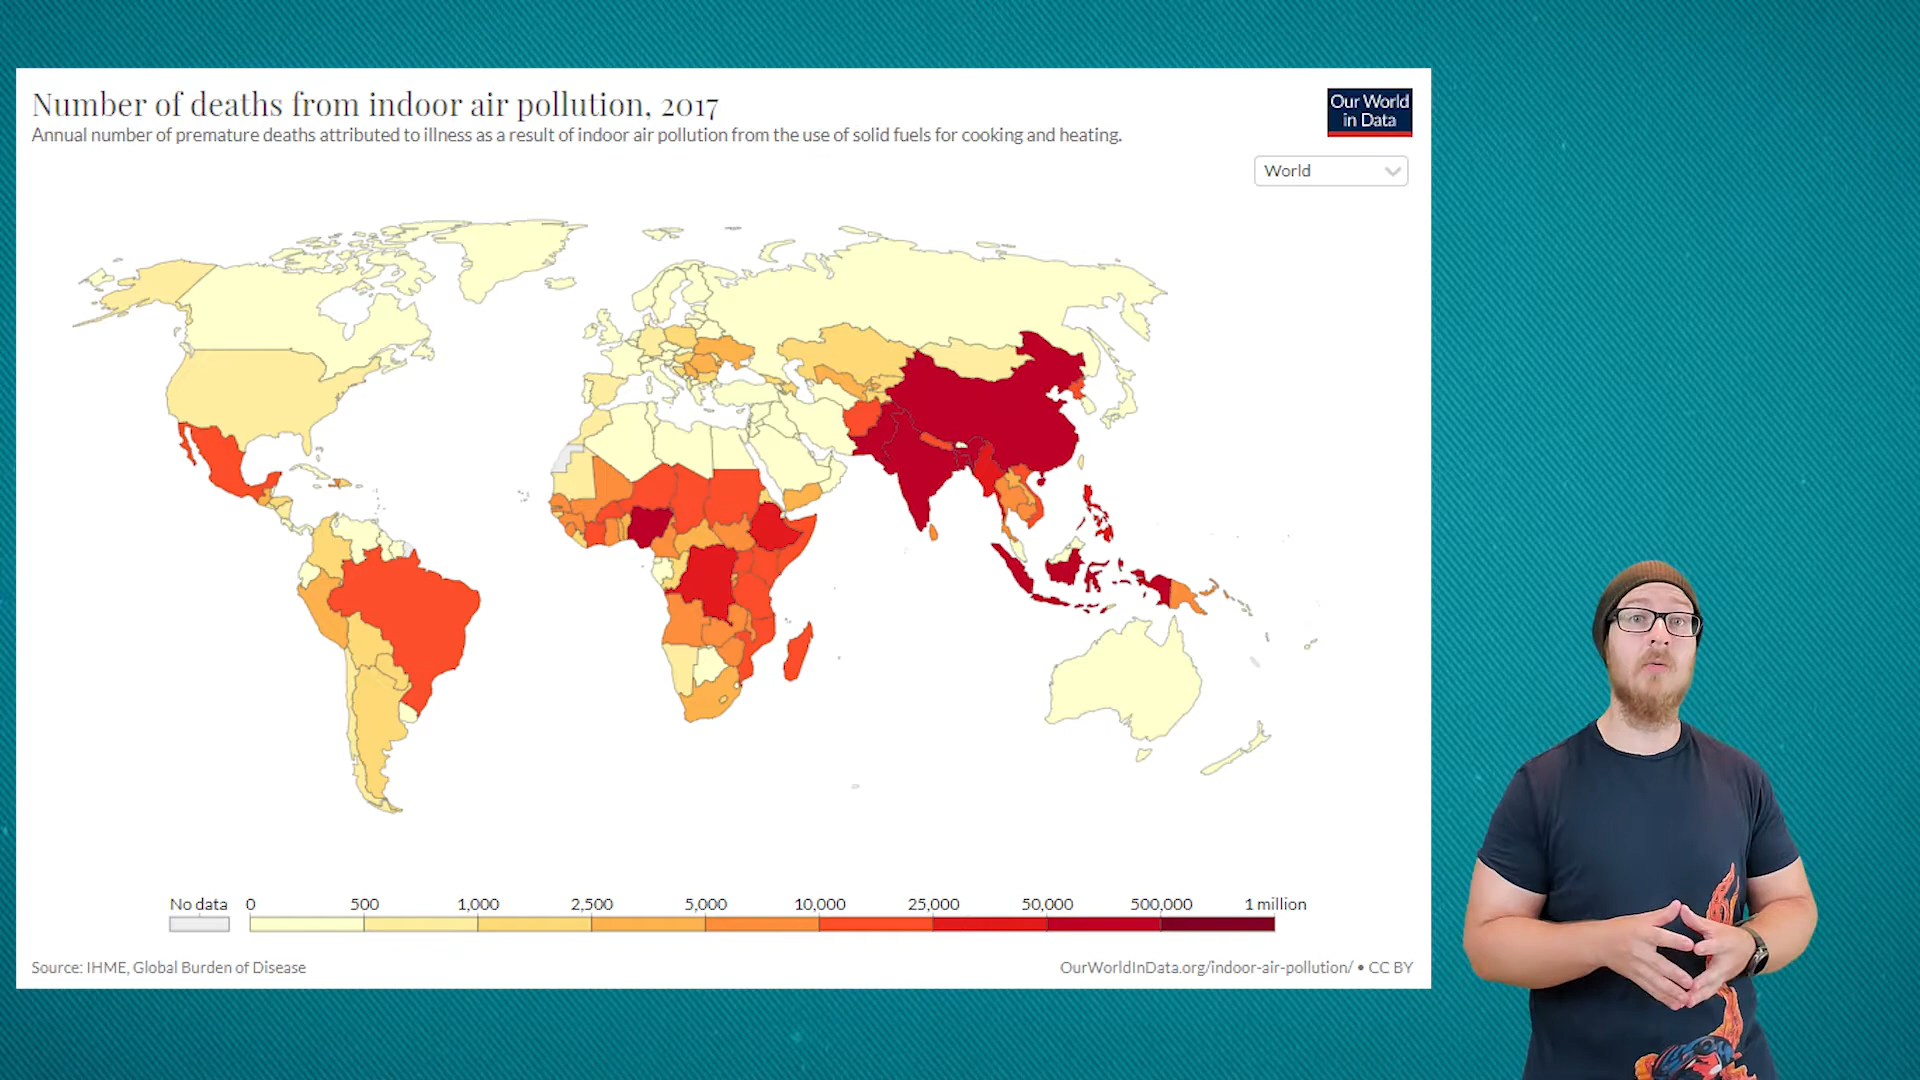 Number of deaths from indoor air pollution, 2017
Annual number of premature deaths attributed to illness as a result of indoor air pollution from the use of solid fuels for cooking and heating.
Our World
in Data
World
No data 0 500 1,000 2,500 5,000 10,000 25,000 50,000 500,000 1 million
Source: IHME, Global Burden of Disease
OurWorldInData.org/indoor-air-pollution/ • CC BY